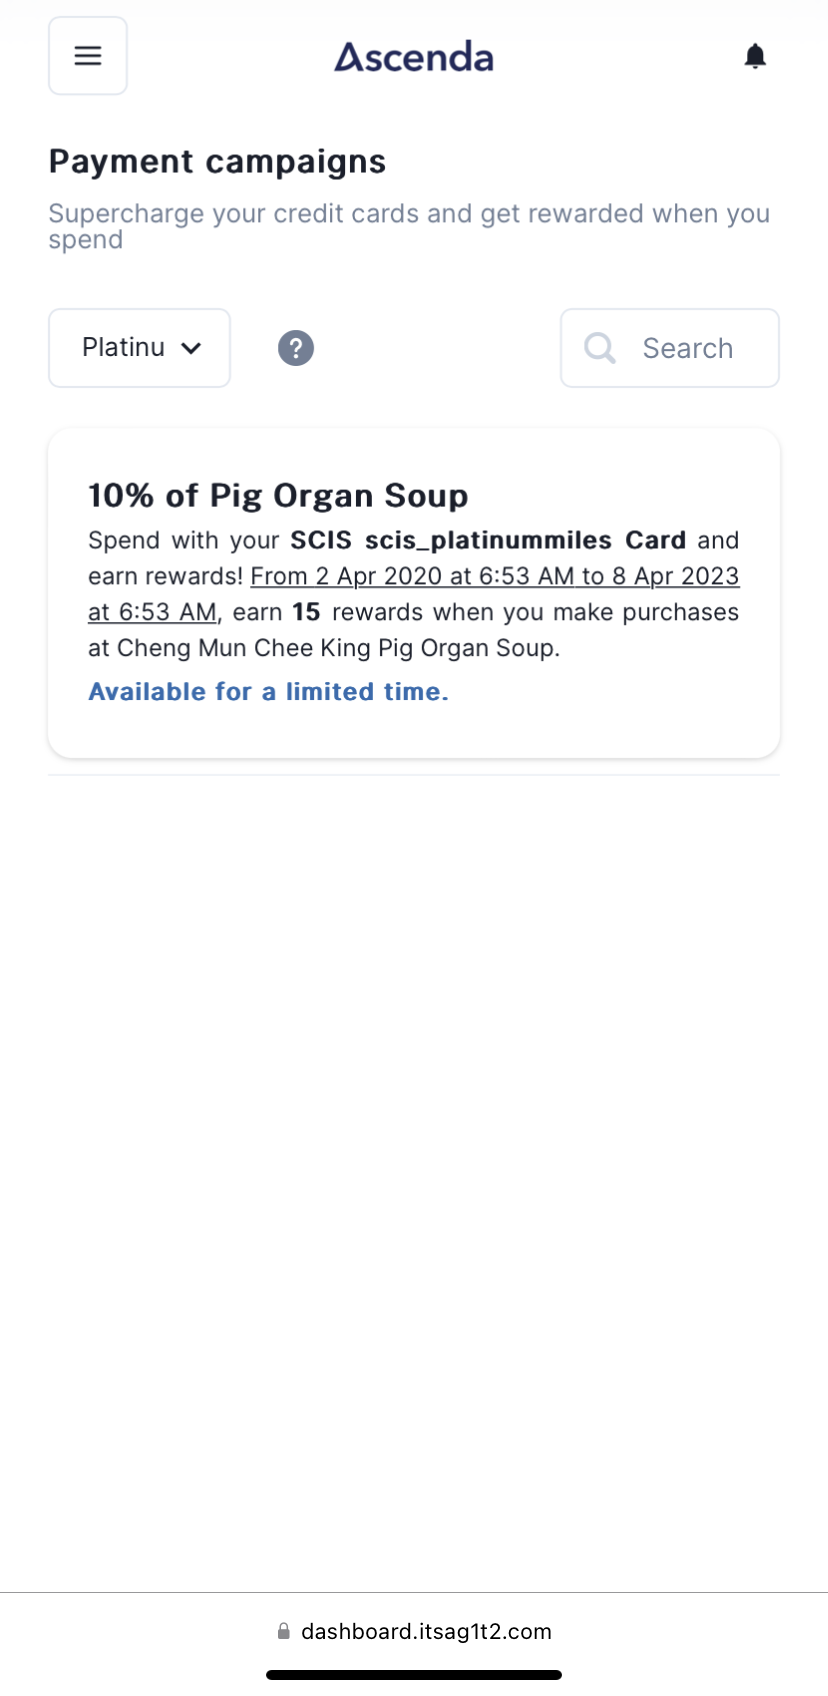 Ascenda
Payment campaigns
Supercharge your credit cards and get rewarded when you
spend
Platinu
?
Search
10% of Pig Organ Soup
Spend with your SCIS scis_platinummiles Card and
earn rewards! From 2 Apr 2020 at 6:53 AM to 8 Apr 2023
at 6:53 AM, earn 15 rewards when you make purchases
at Cheng Mun Chee King Pig Organ Soup.
Available for a limited time.
dashboard.itsag1t2.com